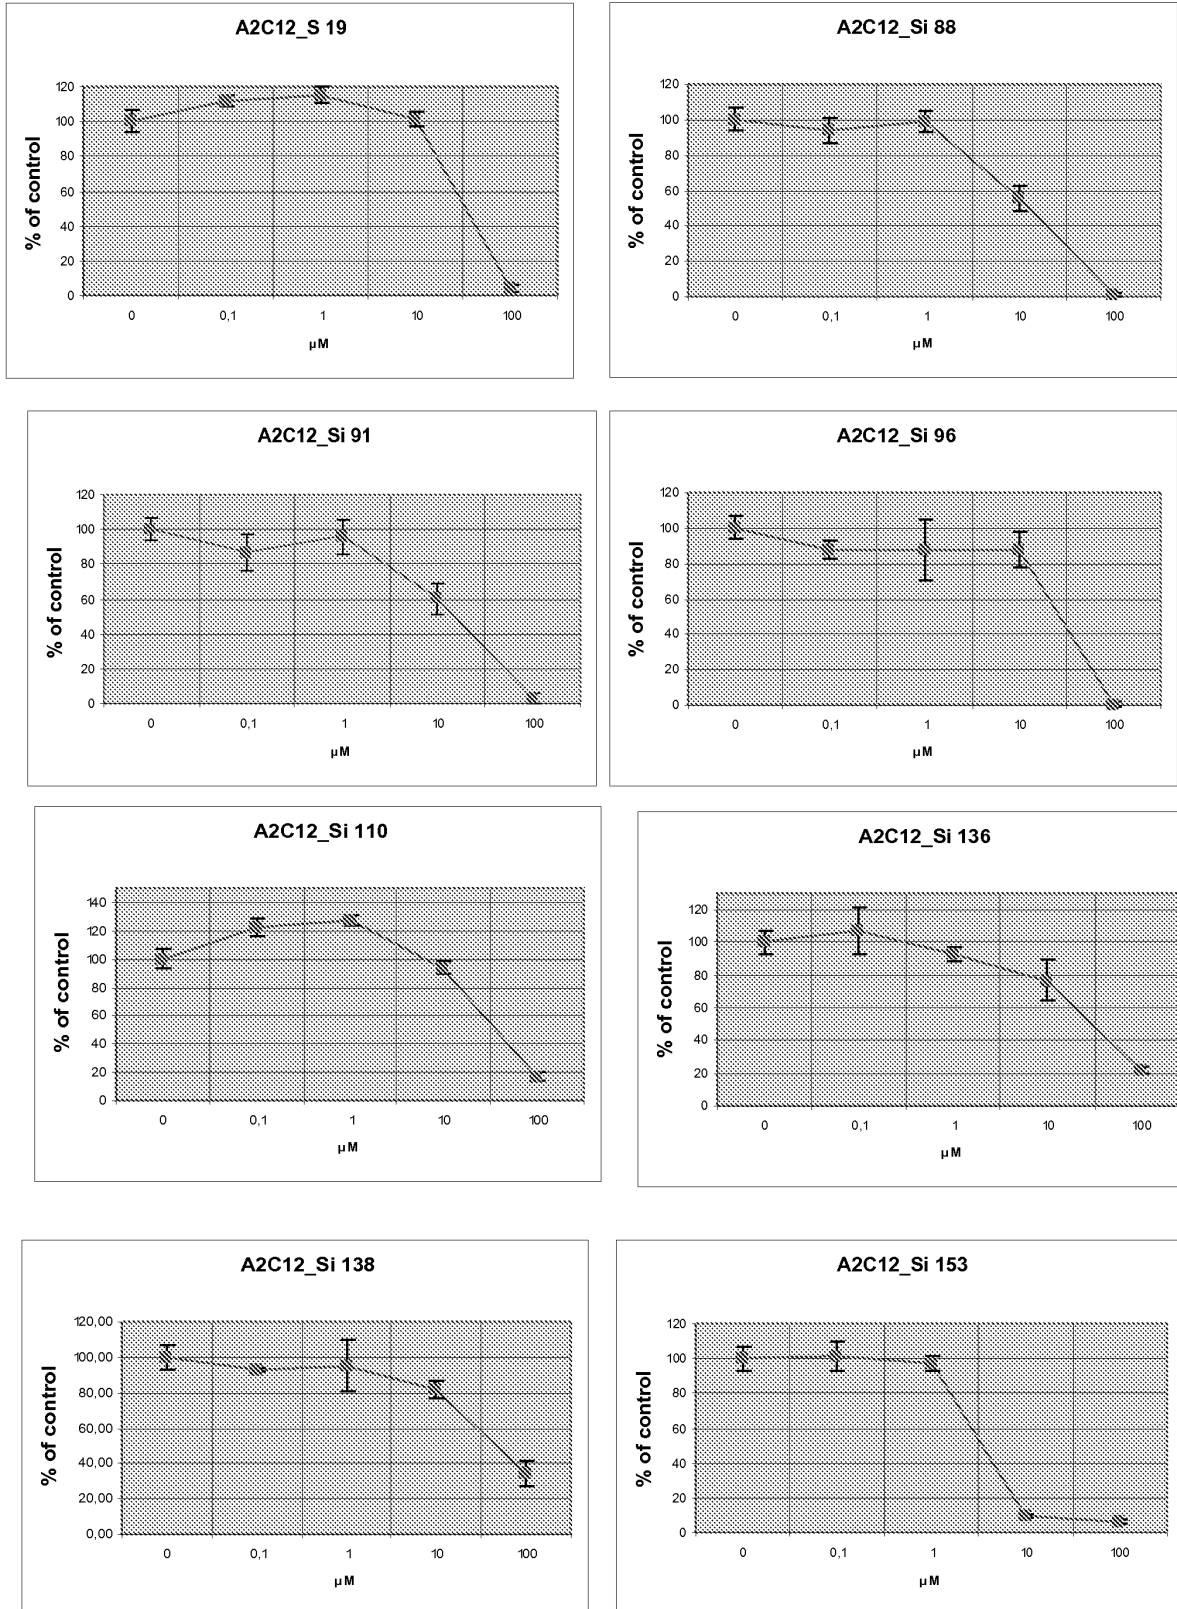 A2C12_S 19
% of control
120
100
80
60
40
20
0
0 0,1 1 10 100
µM
A2C12_Si 88
% of control
120
100
80
60
40
20
0
0 0,1 1 10 100
µM
A2C12_Si 91
% of control
120
100
80
60
40
20
0
0 0,1 1 10 100
µM
A2C12_Si 96
% of control
120
100
80
60
40
20
0
0 0,1 1 10 100
µM
A2C12_Si 110
% of control
140
120
100
80
60
40
20
0
0 0,1 1 10 100
µM
A2C12_Si 136
% of control
120
100
80
60
40
20
0
0 0,1 1 10 100
µM
A2C12_Si 138
% of control
120,00
100,00
80,00
60,00
40,00
20,00
0,00
0 0,1 1 10 100
µM
A2C12_Si 153
% of control
120
100
80
60
40
20
0
0 0,1 1 10 100
µM